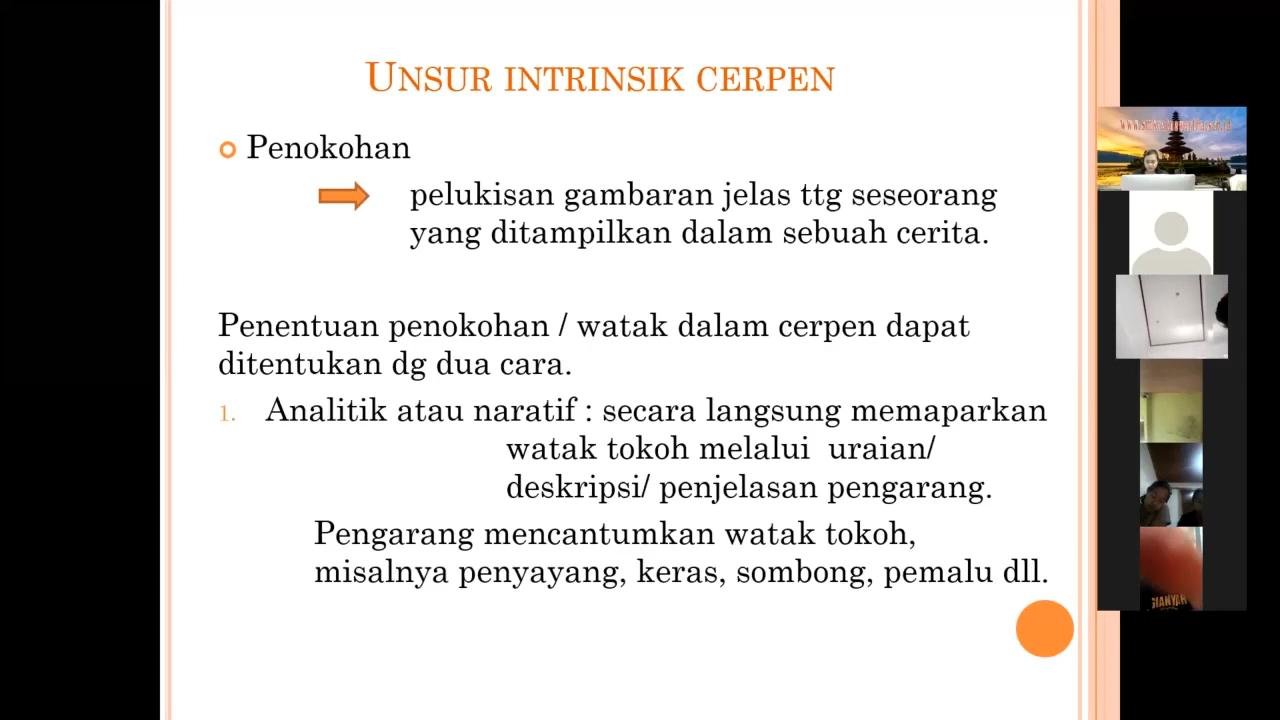 UNSUR INTRINSIK CERPEN
Penokohan
pelukisan gambaran jelas ttg seseorang
yang ditampilkan dalam sebuah cerita.
Penentuan penokohan / watak dalam cerpen dapat
ditentukan dg dua cara.
1. Analitik atau naratif : secara langsung memaparkan
watak tokoh melalui uraian/
deskripsi/ penjelasan pengarang.
Pengarang mencantumkan watak tokoh,
misalnya penyayang, keras, sombong, pemalu dll.
GIANYAR